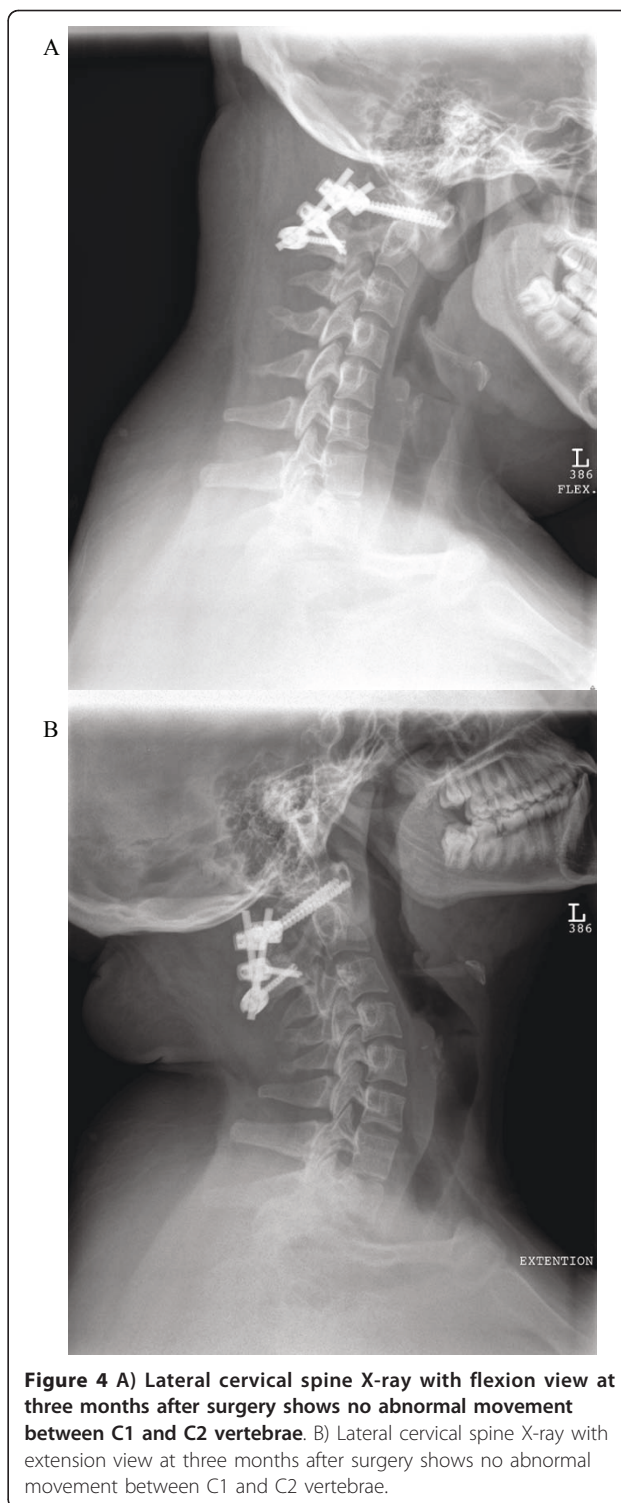 A
L
386
FLEX.
B
L
386
EXTENTION
Figure 4 A) Lateral cervical spine X-ray with flexion view at
three months after surgery shows no abnormal movement
between C1 and C2 vertebrae. B) Lateral cervical spine X-ray with
extension view at three months after surgery shows no abnormal
movement between C1 and C2 vertebrae.